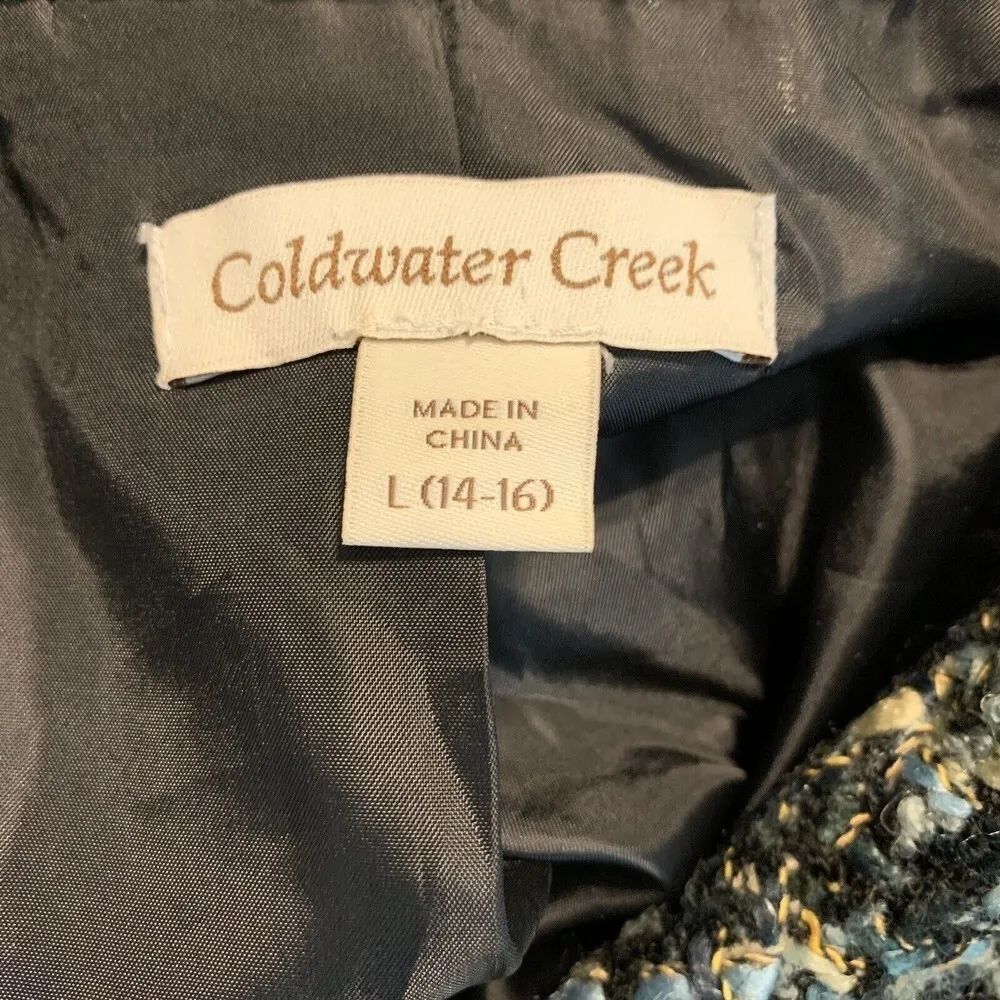 Coldwater Creek
MADE IN
CHINA
L (14-16)